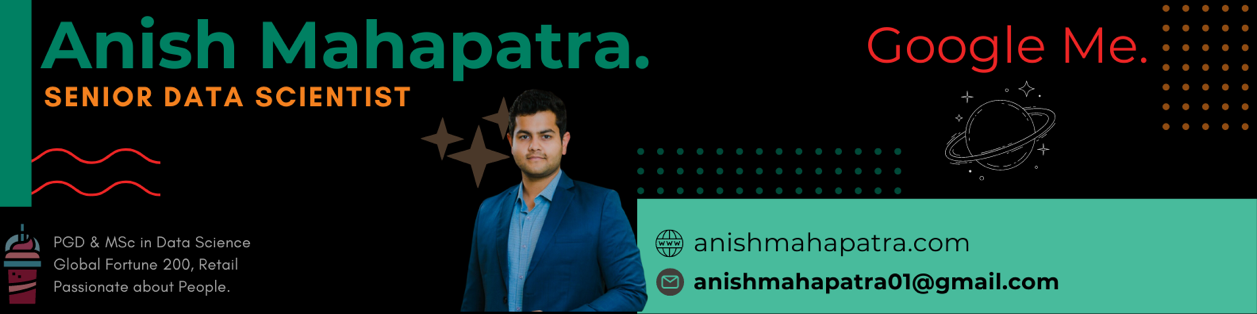 Anish Mahapatra.
SENIOR DATA SCIENTIST
Google Me.
PGD & MSc in Data Science
Global Fortune 200, Retail
Passionate about People.
www
anishmahapatra.com
anishmahapatra01@gmail.com